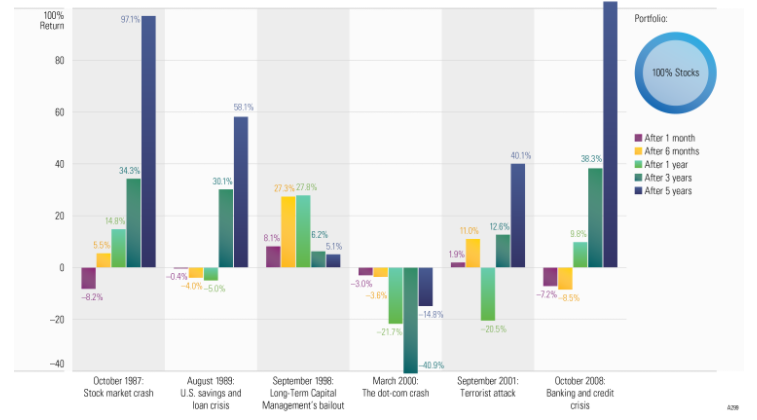 100%
Return
80
60
40
20
0
−20
−40
97.1%
34.3%
14.8%
5.5%
−8.2%
58.1%
30.1%
−0.4%
−4.0%
−5.0%
27.3%
27.8%
8.1%
6.2%
5.1%
−3.0%
−3.6%
−21.7%
−40.9%
−14.8%
40.1%
11.0%
12.6%
1.9%
−20.5%
38.3%
9.8%
−7.2%
−8.5%
October 1987:
Stock market crash
August 1989:
U.S. savings and
loan crisis
September 1998:
Long-Term Capital
Management's bailout
March 2000:
The dot-com crash
September 2001:
Terrorist attack
October 2008:
Banking and credit
crisis
Portfolio:
100% Stocks
After 1 month
After 6 months
After 1 year
After 3 years
After 5 years